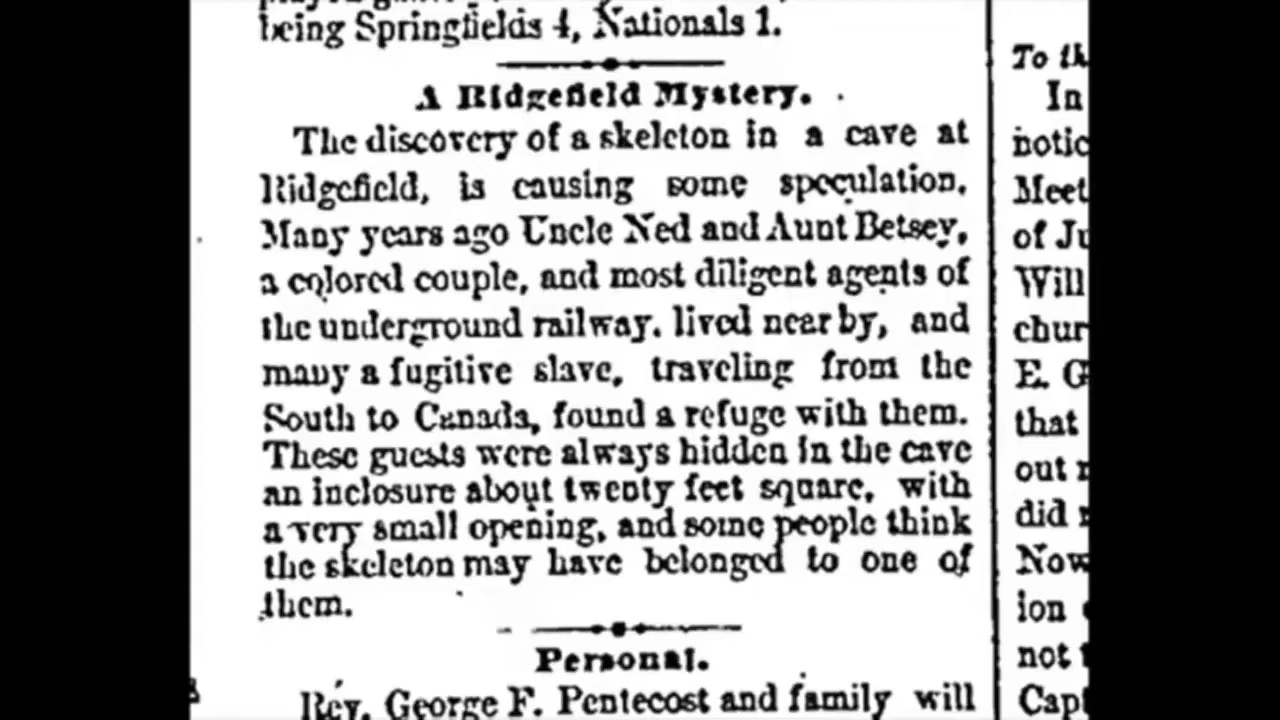 being Springfields 4, Nationals 1.
A Ridgefield Mystery.
The discovery of a skeleton in a cave at
Ridgefield, is causing some speculation.
Many years ago Uncle Ned and Aunt Betsey,
a colored couple, and most diligent agents of
the underground railway, lived near by, and
many a fugitive slave, traveling from the
South to Canada, found a refuge with them.
These guests were always hidden in the cave
an inclosure about twenty feet square, with
a very small opening, and some people think
the skeleton may have belonged to one of
them.
Personal.
Rev. George F. Pentecost and family will
To th
In
notic
Meet
of Ju
Will
chur
E. G
that
out
did
Now
ion
not
Capt